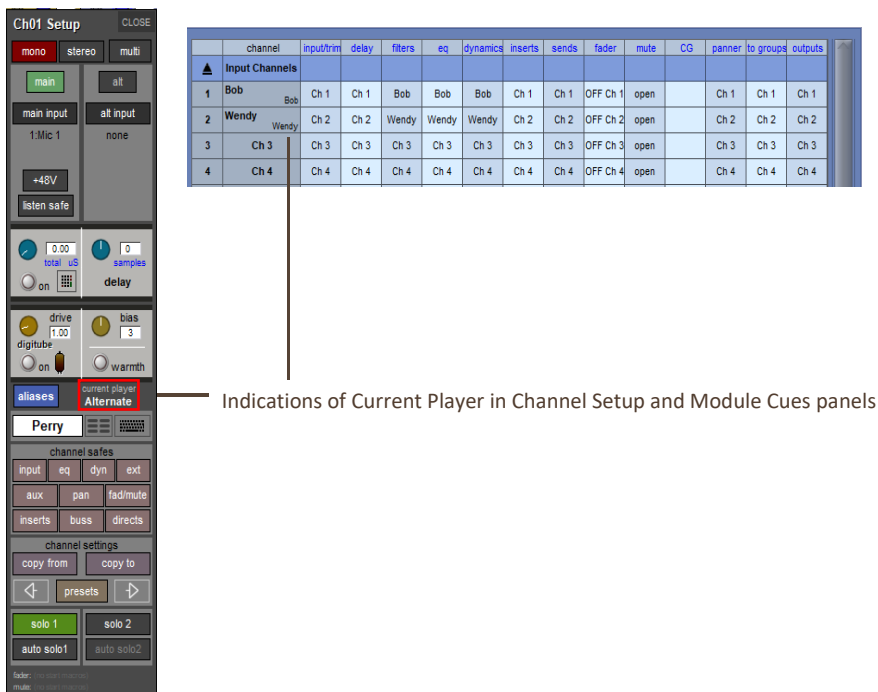 Ch01 Setup CLOSE
mono stereo multi
main alt
main input alt input
1:Mic 1 none
+48V
listen safe
0.00 0
total uS samples
on delay
drive bias
1.00 3
digitube
on warmth
aliases current player
Alternate
Perry
channel safes
input eq dyn ext
aux pan fad/mute
inserts buss directs
channel settings
copy from copy to
presets
solo 1 solo 2
auto solo1 auto solo2
fader:
mute:
channel input/trim delay filters eq dynamics inserts sends fader mute CG panner to groups outputs
Input Channels
1 Bob Bob Ch 1 Ch 1 Bob Bob Bob Ch 1 Ch 1 OFF Ch 1 open Ch 1 Ch 1 Ch 1
2 Wendy Wendy Ch 2 Ch 2 Wendy Wendy Wendy Ch 2 Ch 2 OFF Ch 2 open Ch 2 Ch 2 Ch 2
3 Ch 3 Ch 3 Ch 3 Ch 3 Ch 3 Ch 3 Ch 3 Ch 3 OFF Ch 3 open Ch 3 Ch 3 Ch 3
4 Ch 4 Ch 4 Ch 4 Ch 4 Ch 4 Ch 4 Ch 4 Ch 4 OFF Ch 4 open Ch 4 Ch 4 Ch 4
Indications of Current Player in Channel Setup and Module Cues panels